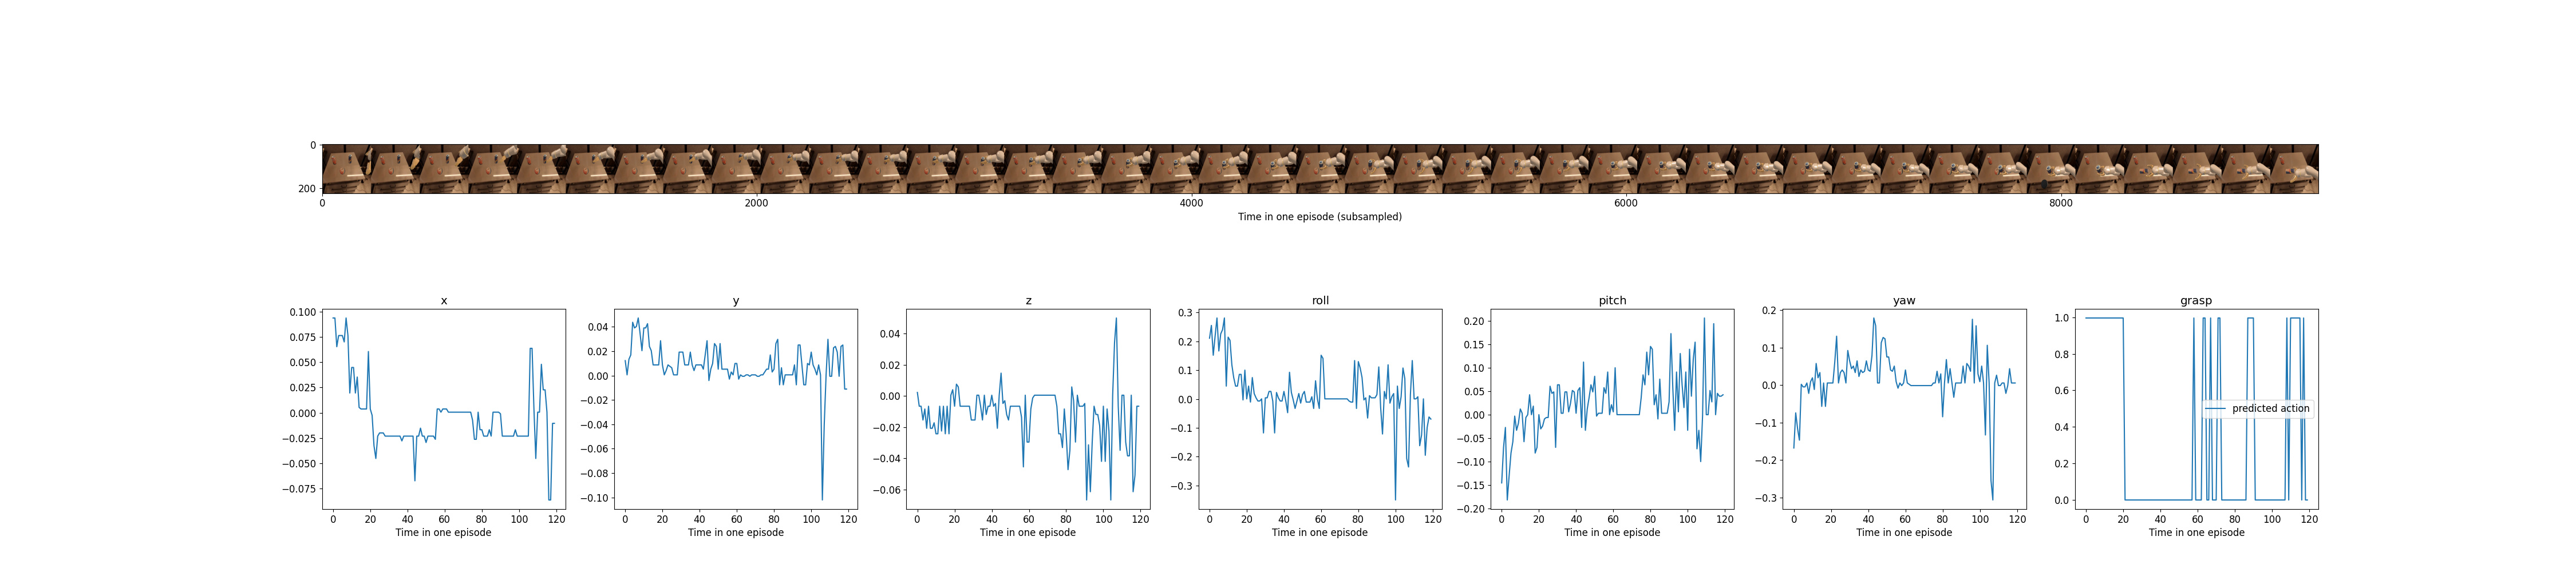 0
200
0 2000 4000 6000 8000
Time in one episode (subsampled)
x
0.100
0.075
0.050
0.025
0.000
−0.025
−0.050
−0.075
0 20 40 60 80 100 120
Time in one episode
y
0.04
0.02
0.00
−0.02
−0.04
−0.06
−0.08
−0.10
0 20 40 60 80 100 120
Time in one episode
z
0.04
0.02
0.00
−0.02
−0.04
−0.06
0 20 40 60 80 100 120
Time in one episode
roll
0.3
0.2
0.1
0.0
−0.1
−0.2
−0.3
0 20 40 60 80 100 120
Time in one episode
pitch
0.20
0.15
0.10
0.05
0.00
−0.05
−0.10
−0.15
−0.20
0 20 40 60 80 100 120
Time in one episode
yaw
0.2
0.1
0.0
−0.1
−0.2
−0.3
0 20 40 60 80 100 120
Time in one episode
grasp
1.0
0.8
0.6
0.4
0.2
0.0
predicted action
0 20 40 60 80 100 120
Time in one episode